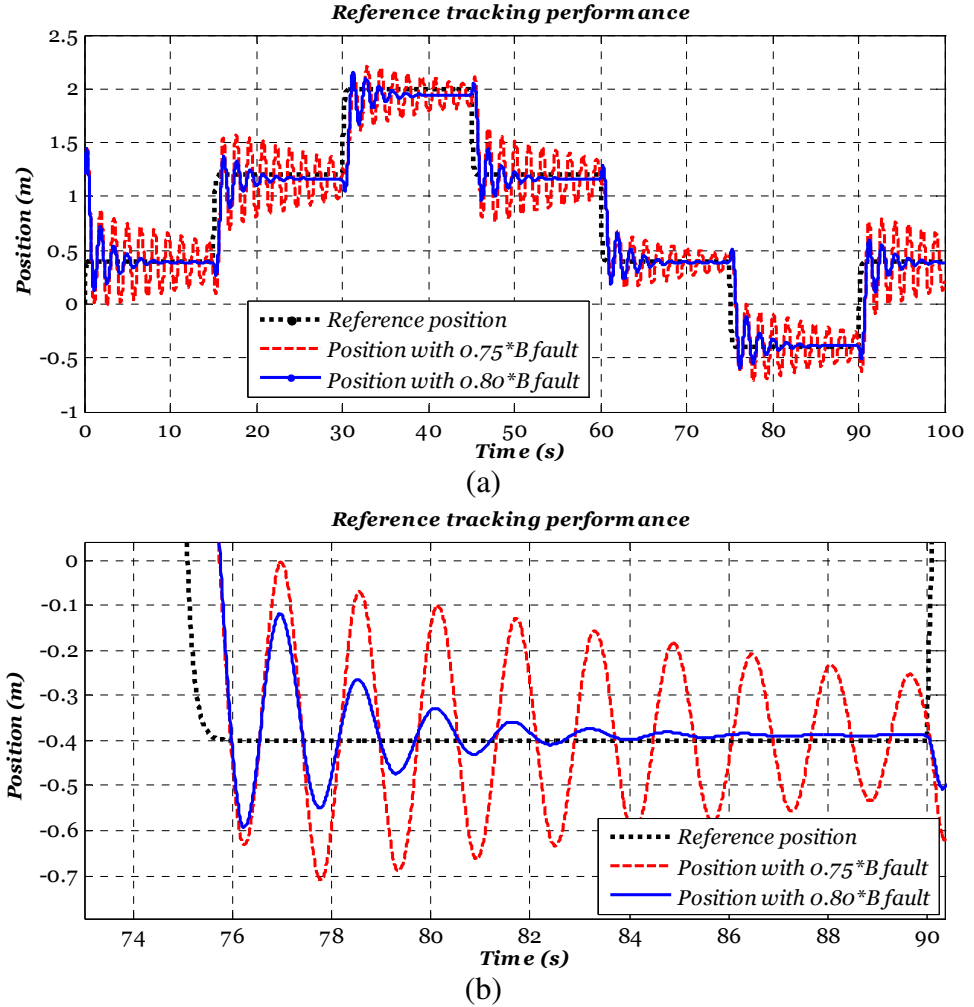 Reference tracking performance
2.5
2
1.5
1
0.5
0
-0.5
-1
Position (m)
Reference position
Position with 0.75*B fault
Position with 0.80*B fault
0 10 20 30 40 50 60 70 80 90 100
Time (s)
(a)
Reference tracking performance
0
-0.1
-0.2
-0.3
-0.4
-0.5
-0.6
-0.7
Position (m)
Reference position
Position with 0.75*B fault
Position with 0.80*B fault
74 76 78 80 82 84 86 88 90
Time (s)
(b)